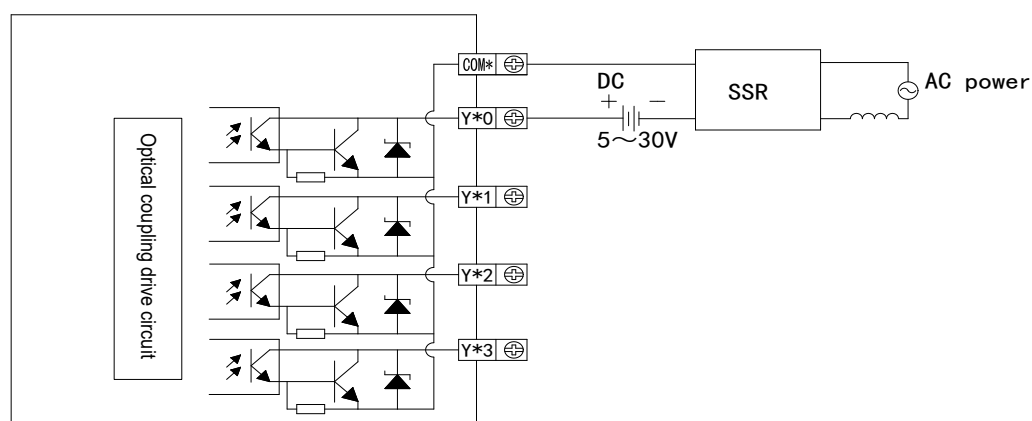 COM*
DC
+ −
5～30V
SSR
AC power
Y*0
Y*1
Y*2
Y*3
Optical coupling drive circuit